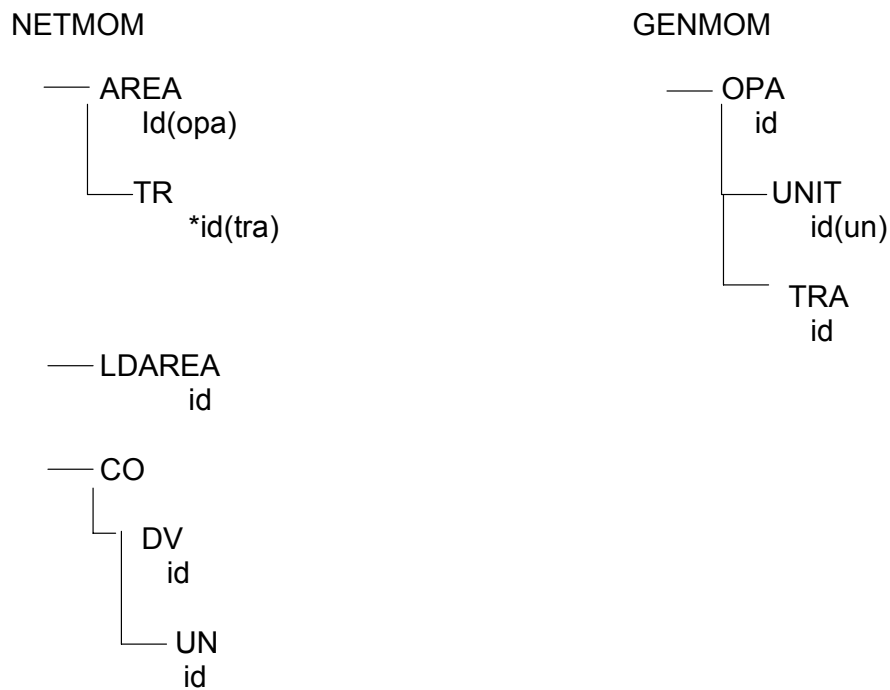 NETMOM
AREA
Id(opa)
TR
*id(tra)
LDAREA
id
CO
DV
id
UN
id
GENMOM
OPA
id
UNIT
id(un)
TRA
id